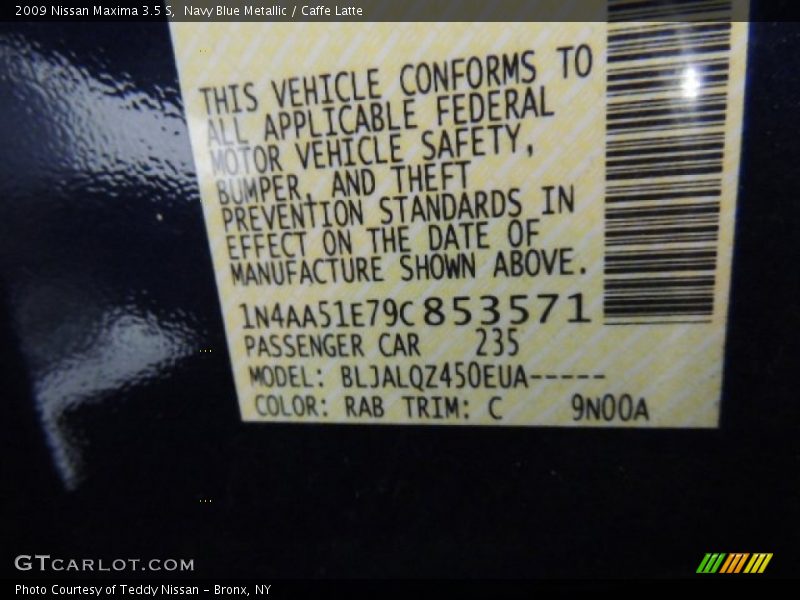 2009 Nissan Maxima 3.5 S,  Navy Blue Metallic / Caffe Latte
THIS VEHICLE CONFORMS TO
ALL APPLICABLE FEDERAL
MOTOR VEHICLE SAFETY,
BUMPER, AND THEFT
PREVENTION STANDARDS IN
EFFECT ON THE DATE OF
MANUFACTURE SHOWN ABOVE.
1N4AA51E79C853571
PASSENGER CAR 235
MODEL: BLJALQZ450EUA-----
COLOR: RAB TRIM: C 9N00A
GTCARLOT.COM
Photo Courtesy of Teddy Nissan - Bronx, NY